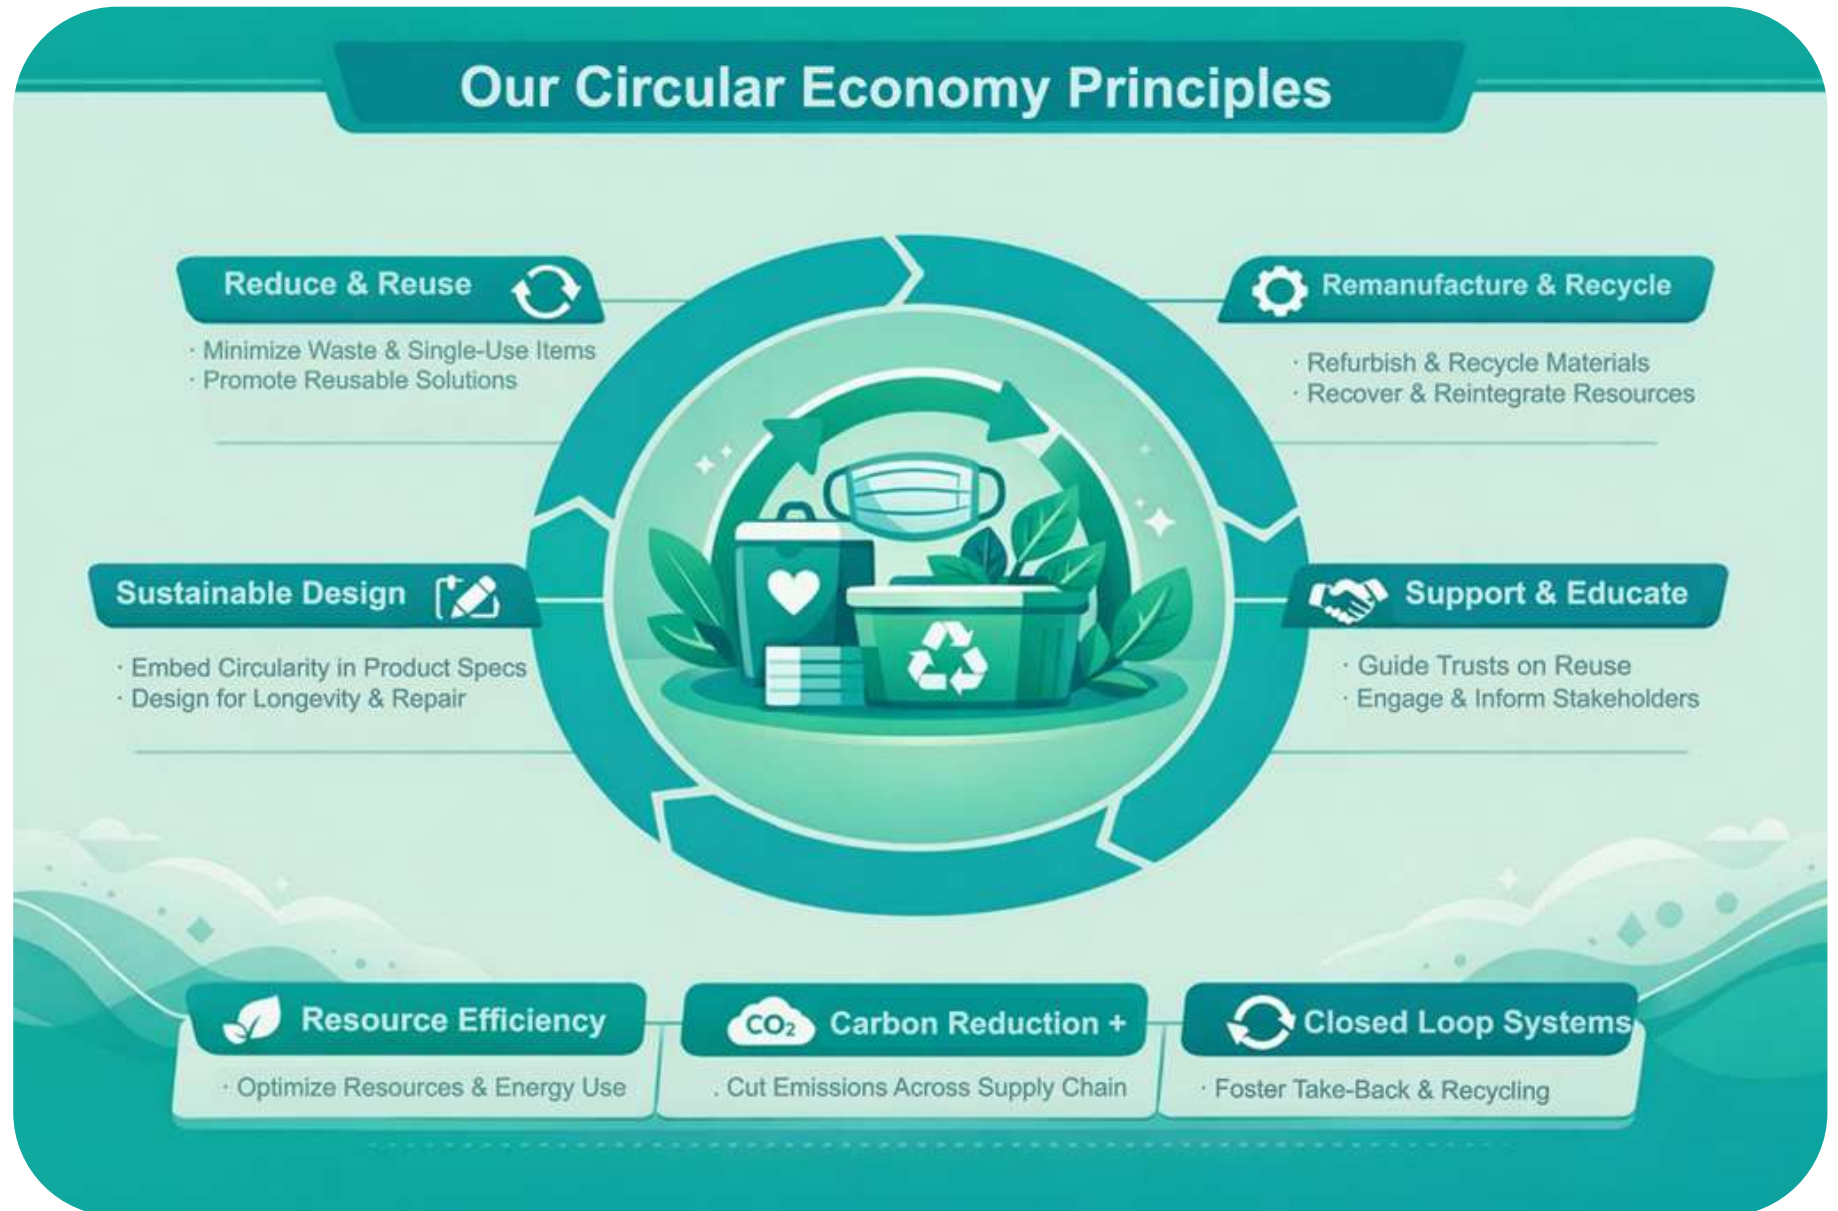 Our Circular Economy Principles
Reduce & Reuse
· Minimize Waste & Single-Use Items
· Promote Reusable Solutions
Remanufacture & Recycle
· Refurbish & Recycle Materials
· Recover & Reintegrate Resources
Sustainable Design
· Embed Circularity in Product Specs
· Design for Longevity & Repair
Support & Educate
· Guide Trusts on Reuse
· Engage & Inform Stakeholders
Resource Efficiency
· Optimize Resources & Energy Use
CO₂ Carbon Reduction +
. Cut Emissions Across Supply Chain
Closed Loop Systems
· Foster Take-Back & Recycling